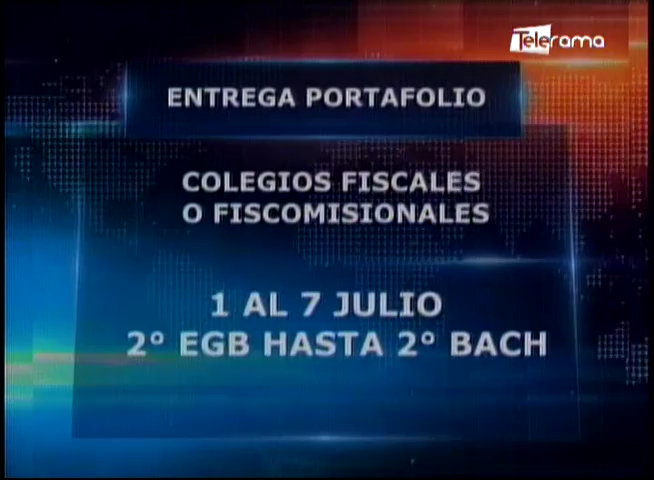 Telerama
ENTREGA PORTAFOLIO
COLEGIOS FISCALES
O FISCOMISIONALES
1 AL 7 JULIO
2° EGB HASTA 2° BACH